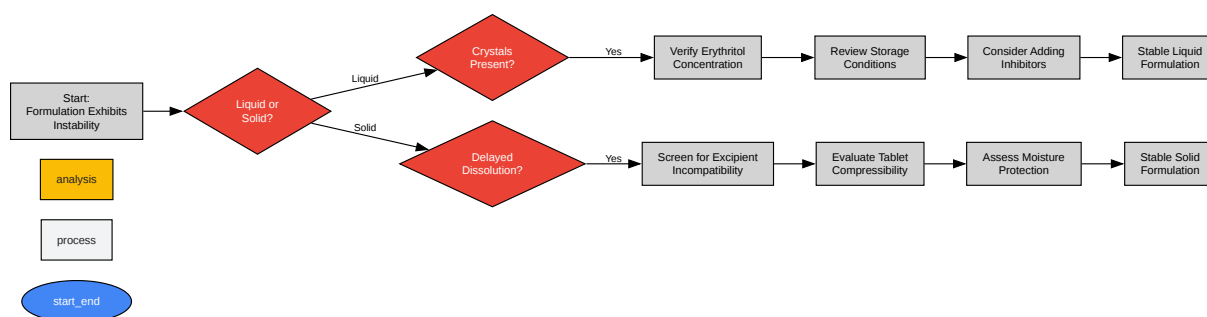 Start:
Formulation Exhibits
Instability
Liquid or
Solid?
Liquid
Solid
Crystals
Present?
Yes
Verify Erythritol
Concentration
Review Storage
Conditions
Consider Adding
Inhibitors
Stable Liquid
Formulation
Delayed
Dissolution?
Yes
Screen for Excipient
Incompatibility
Evaluate Tablet
Compressibility
Assess Moisture
Protection
Stable Solid
Formulation
analysis
process
start_end